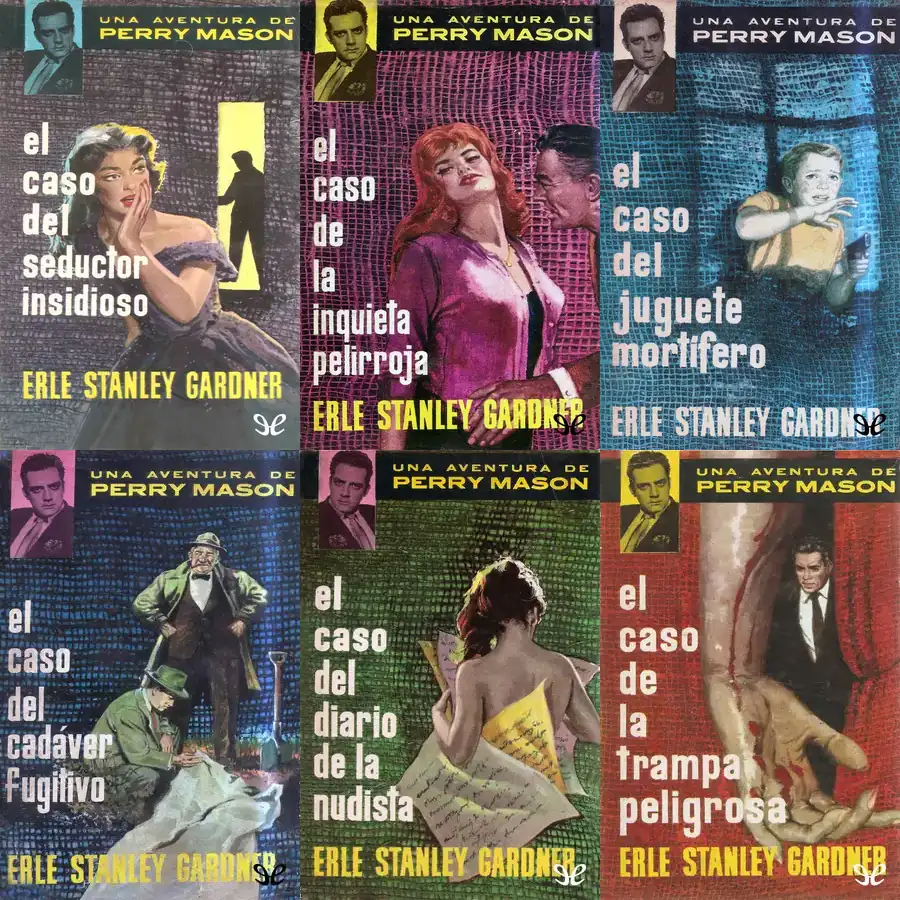 UNA AVENTURA DE
PERRY MASON
el
caso
del
seductor
insidioso
ERLE STANLEY GARDNER
UNA AVENTURA DE
PERRY MASON
el
caso
de
la
inquieta
pelirroja
ERLE STANLEY GARDNER
UNA AVENTURA DE
PERRY MASON
el
caso
del
juguete
mortífero
ERLE STANLEY GARDNER
UNA AVENTURA DE
PERRY MASON
el
caso
del
cadáver
Fugitivo
ERLE STANLEY GARDNER
UNA AVENTURA DE
PERRY MASON
el
caso
del
diario
de la
nudista
ERLE STANLEY GARDNER
UNA AVENTURA DE
PERRY MASON
el
caso
de
la
trampa
peligrosa
ERLE STANLEY GARDNER